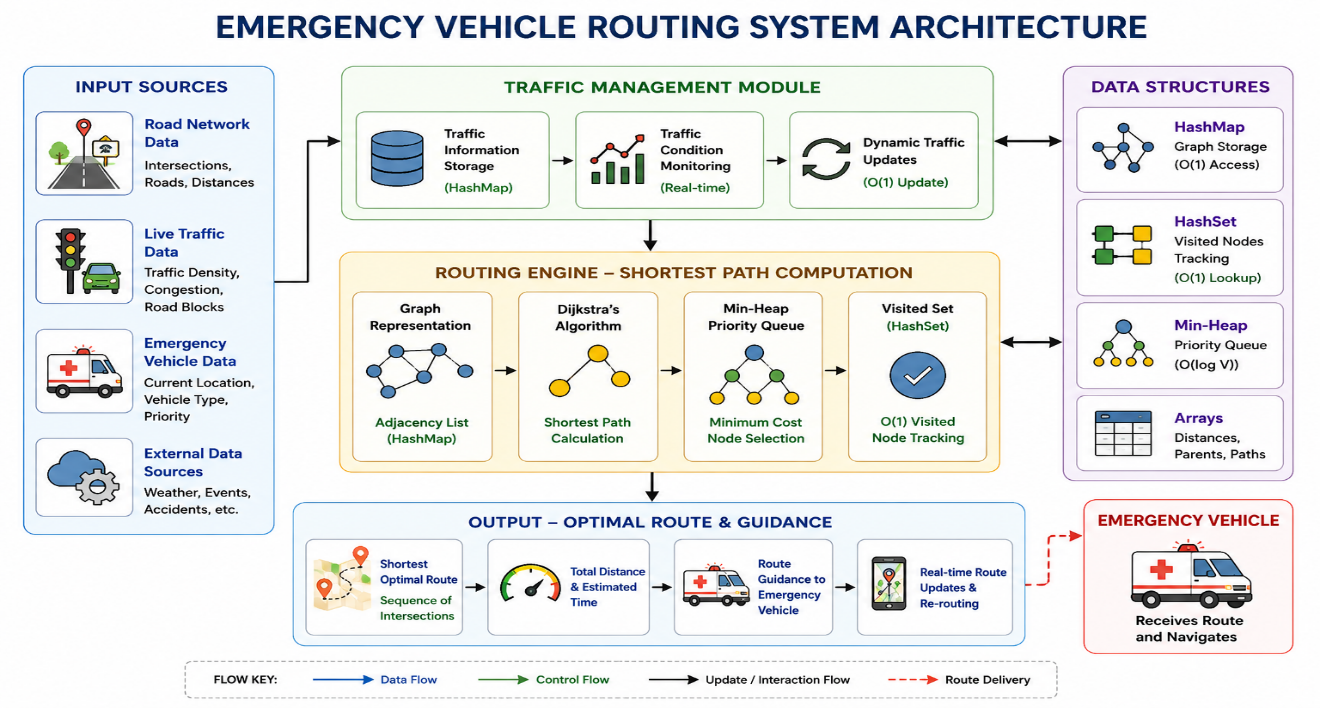 EMERGENCY VEHICLE ROUTING SYSTEM ARCHITECTURE
INPUT SOURCES
Road Network
Data
Intersections,
Roads, Distances
Live Traffic
Data
Traffic Density,
Congestion,
Road Blocks
Emergency
Vehicle Data
Current Location,
Vehicle Type,
Priority
External Data
Sources
Weather, Events,
Accidents, etc.
TRAFFIC MANAGEMENT MODULE
Traffic
Information
Storage
(HashMap)
Traffic
Condition
Monitoring
(Real-time)
Dynamic Traffic
Updates
(O(1) Update)
ROUTING ENGINE – SHORTEST PATH COMPUTATION
Graph
Representation
Adjacency List
(HashMap)
Dijkstra's
Algorithm
Shortest Path
Calculation
Min-Heap
Priority Queue
Minimum Cost
Node Selection
Visited Set
(HashSet)
O(1) Visited
Node Tracking
DATA STRUCTURES
HashMap
Graph Storage
(O(1) Access)
HashSet
Visited Nodes
Tracking
(O(1) Lookup)
Min-Heap
Priority Queue
(O(log V))
Arrays
Distances,
Parents, Paths
OUTPUT – OPTIMAL ROUTE & GUIDANCE
Shortest
Optimal Route
Sequence of
Intersections
Total Distance
& Estimated
Time
Route
Guidance to
Emergency
Vehicle
Real-time Route
Updates &
Re-routing
EMERGENCY VEHICLE
Receives Route
and Navigates
FLOW KEY:
Data Flow
Control Flow
Update / Interaction Flow
Route Delivery